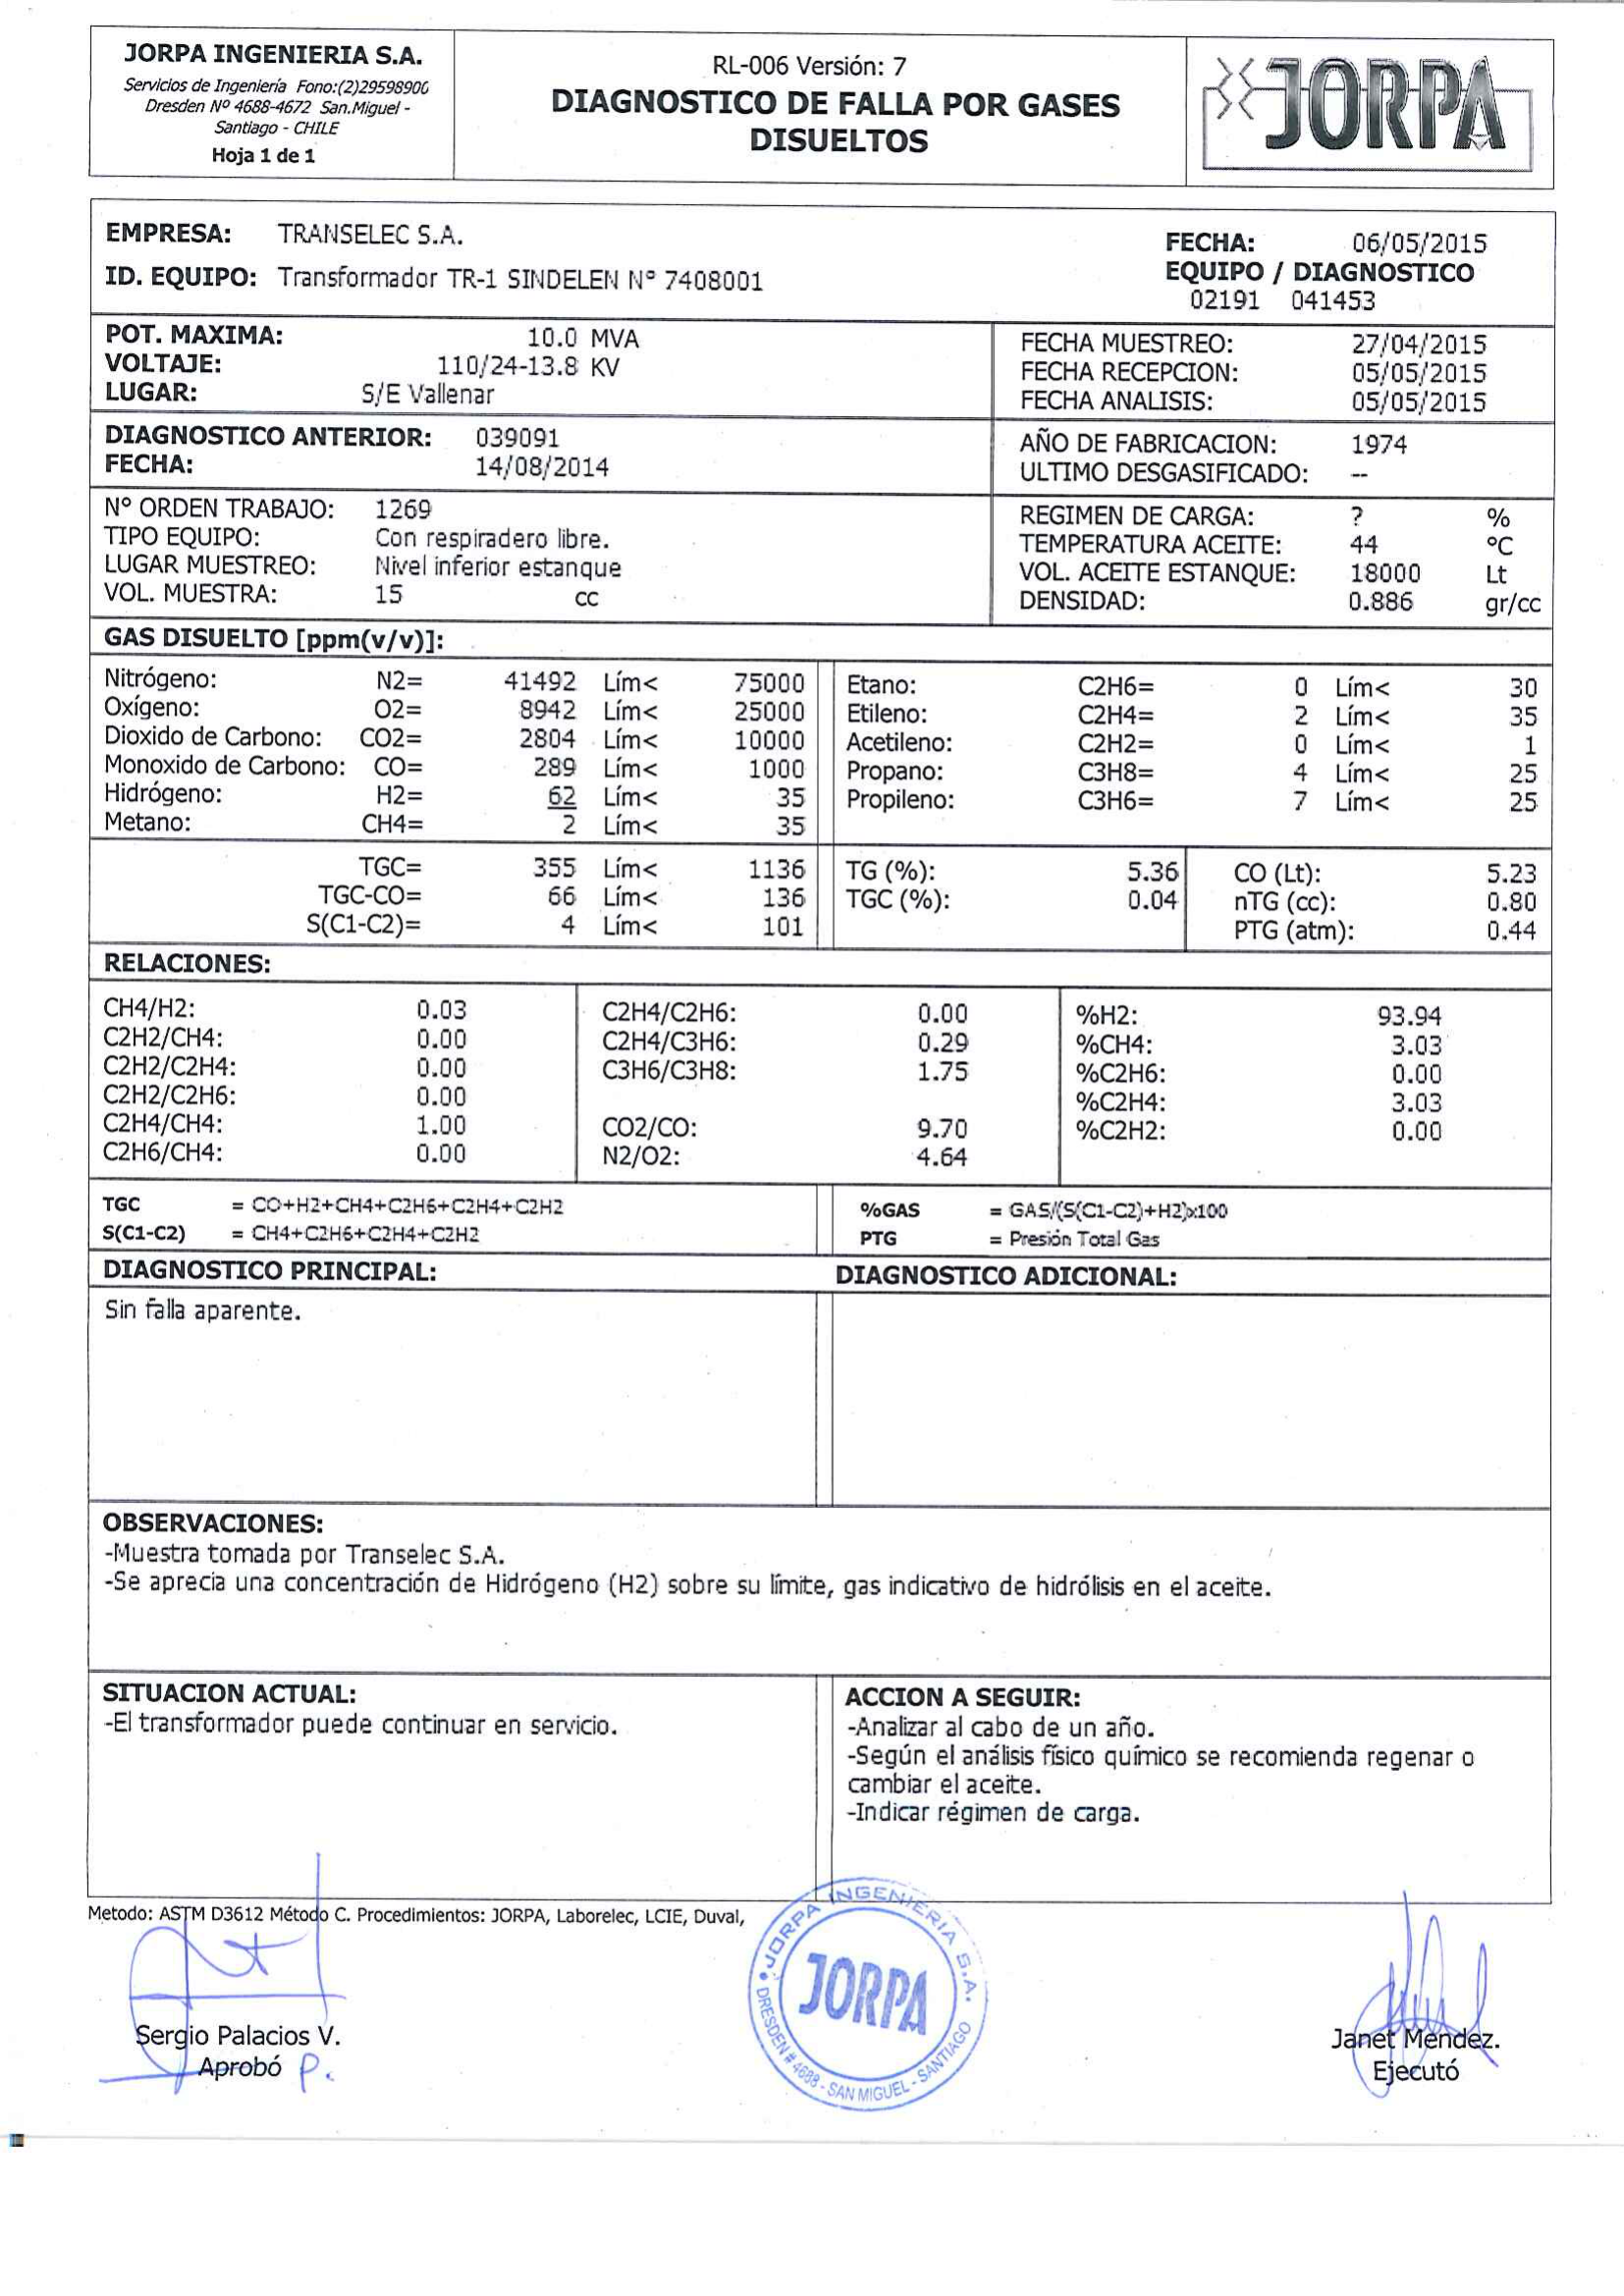 JORPA INGENIERIA S.A.
Servicios de Ingeniería Fono:(2)29598900
Dresden Nº 4688-4672 San.Miguel -
Santiago - CHILE
Hoja 1 de 1
RL-006 Versión: 7
DIAGNOSTICO DE FALLA POR GASES
DISUELTOS
JORPA
EMPRESA: TRANSELEC S.A.
ID. EQUIPO: Transformador TR-1 SINDELEN Nº 7408001
FECHA: 06/05/2015
EQUIPO / DIAGNOSTICO
02191 041453
POT. MAXIMA: 10.0 MVA
VOLTAJE: 110/24-13.8 KV
LUGAR: S/E Vallenar
FECHA MUESTREO: 27/04/2015
FECHA RECEPCION: 05/05/2015
FECHA ANALISIS: 05/05/2015
DIAGNOSTICO ANTERIOR: 039091
FECHA: 14/08/2014
AÑO DE FABRICACION: 1974
ULTIMO DESGASIFICADO: --
Nº ORDEN TRABAJO: 1269
TIPO EQUIPO: Con respiradero libre.
LUGAR MUESTREO: Nivel inferior estanque
VOL. MUESTRA: 15 cc
REGIMEN DE CARGA: ? %
TEMPERATURA ACEITE: 44 ºC
VOL. ACEITE ESTANQUE: 18000 Lt
DENSIDAD: 0.886 gr/cc
GAS DISUELTO [ppm(v/v)]:
Nitrógeno: N2= 41492 Lím< 75000
Oxígeno: O2= 8942 Lím< 25000
Dioxido de Carbono: CO2= 2804 Lím< 10000
Monoxido de Carbono: CO= 289 Lím< 1000
Hidrógeno: H2= 62 Lím< 35
Metano: CH4= 2 Lím< 35
Etano: C2H6= 0 Lím< 30
Etileno: C2H4= 2 Lím< 35
Acetileno: C2H2= 0 Lím< 1
Propano: C3H8= 4 Lím< 25
Propileno: C3H6= 7 Lím< 25
TGC= 355 Lím< 1136
TGC-CO= 66 Lím< 136
S(C1-C2)= 4 Lím< 101
TG (%): 5.36
TGC (%): 0.04
CO (Lt): 5.23
nTG (cc): 0.80
PTG (atm): 0.44
RELACIONES:
CH4/H2: 0.03
C2H2/CH4: 0.00
C2H2/C2H4: 0.00
C2H2/C2H6: 0.00
C2H4/CH4: 1.00
C2H6/CH4: 0.00
C2H4/C2H6: 0.00
C2H4/C3H6: 0.29
C3H6/C3H8: 1.75
CO2/CO: 9.70
N2/O2: 4.64
%H2: 93.94
%CH4: 3.03
%C2H6: 0.00
%C2H4: 3.03
%C2H2: 0.00
TGC = CO+H2+CH4+C2H6+C2H4+C2H2
S(C1-C2) = CH4+C2H6+C2H4+C2H2
%GAS = GAS/(S(C1-C2)+H2)x100
PTG = Presión Total Gas
DIAGNOSTICO PRINCIPAL:
Sin falla aparente.
DIAGNOSTICO ADICIONAL:
OBSERVACIONES:
-Muestra tomada por Transelec S.A.
-Se aprecia una concentración de Hidrógeno (H2) sobre su límite, gas indicativo de hidrólisis en el aceite.
SITUACION ACTUAL:
-El transformador puede continuar en servicio.
ACCION A SEGUIR:
-Analizar al cabo de un año.
-Según el análisis físico químico se recomienda regenar o
cambiar el aceite.
-Indicar régimen de carga.
Metodo: ASTM D3612 Método C. Procedimientos: JORPA, Laborelec, LCIE, Duval,
JORPA INGENIERIA S.A.
JORPA
DRESDEN # 4688 - SAN MIGUEL - SANTIAGO
Sergio Palacios V.
Aprobó P.
Janet Mendez.
Ejecutó